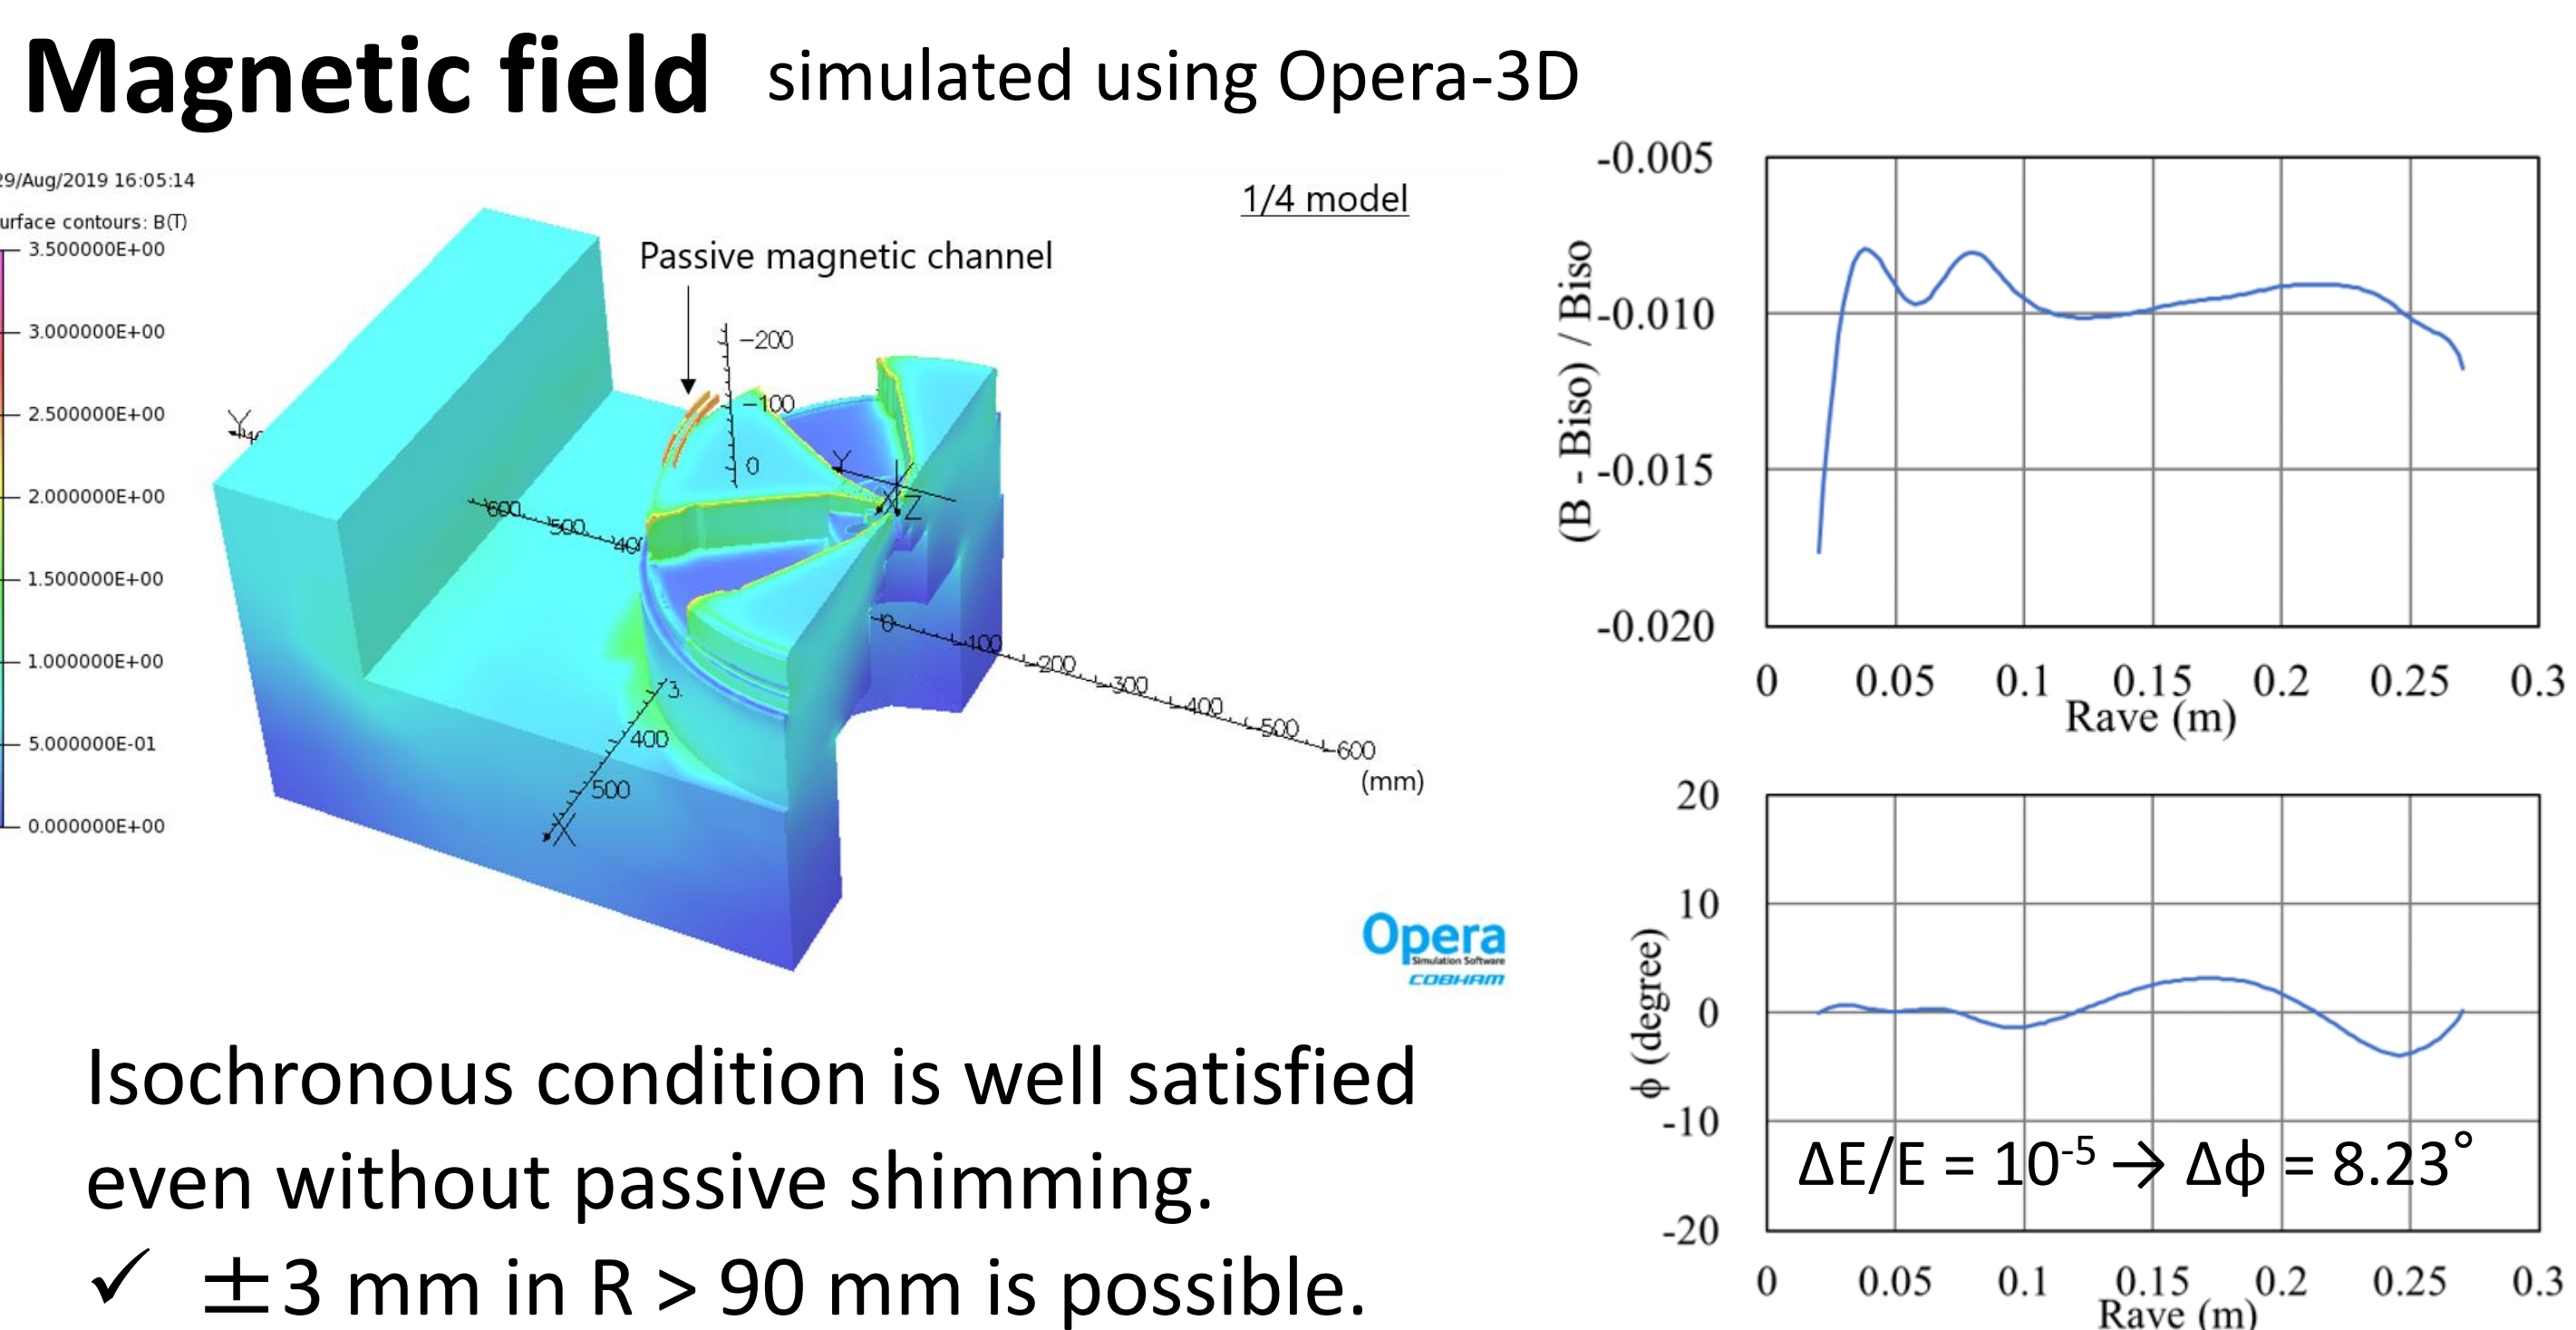 Magnetic field simulated using Opera-3D
29/Aug/2019 16:05:14
urface contours: B(T)
3.500000E+00
3.000000E+00
2.500000E+00
2.000000E+00
1.500000E+00
1.000000E+00
5.000000E-01
0.000000E+00
1/4 model
Passive magnetic channel
-200
-100
0
Y
Y
X
Z
600
500
400
3.
400
500
X
0
-100
-200
-300
-400
-500
-600
(mm)
Opera
Simulation Software
COBHAM
Isochronous condition is well satisfied
even without passive shimming.
✓ ±3 mm in R > 90 mm is possible.
(B - Biso) / Biso
-0.005
-0.010
-0.015
-0.020
0 0.05 0.1 0.15 0.2 0.25 0.3
Rave (m)
ϕ (degree)
20
10
0
-10
-20
ΔE/E = 10⁻⁵ → Δϕ = 8.23°
0 0.05 0.1 0.15 0.2 0.25 0.3
Rave (m)